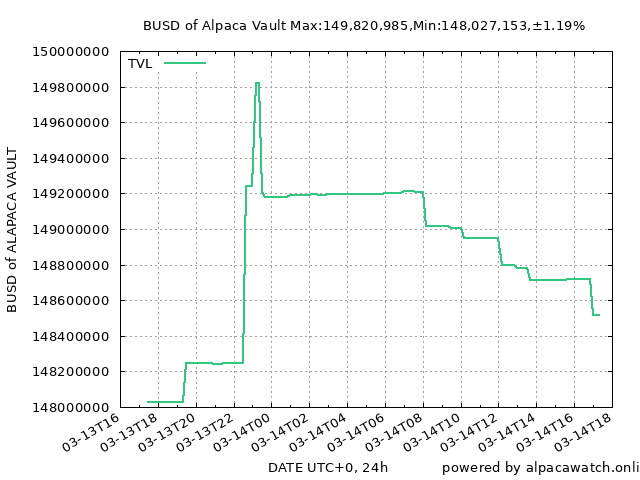 BUSD of Alpaca Vault Max:149,820,985,Min:148,027,153,±1.19%
150000000
TVL
149800000
149600000
149400000
149200000
149000000
148800000
148600000
148400000
148200000
148000000
BUSD of ALAPACA VAULT
03-13T16
03-13T18
03-13T20
03-13T22
03-14T00
03-14T02
03-14T04
03-14T06
03-14T08
03-14T10
03-14T12
03-14T14
03-14T16
03-14T18
DATE UTC+0, 24h
powered by alpacawatch.onli